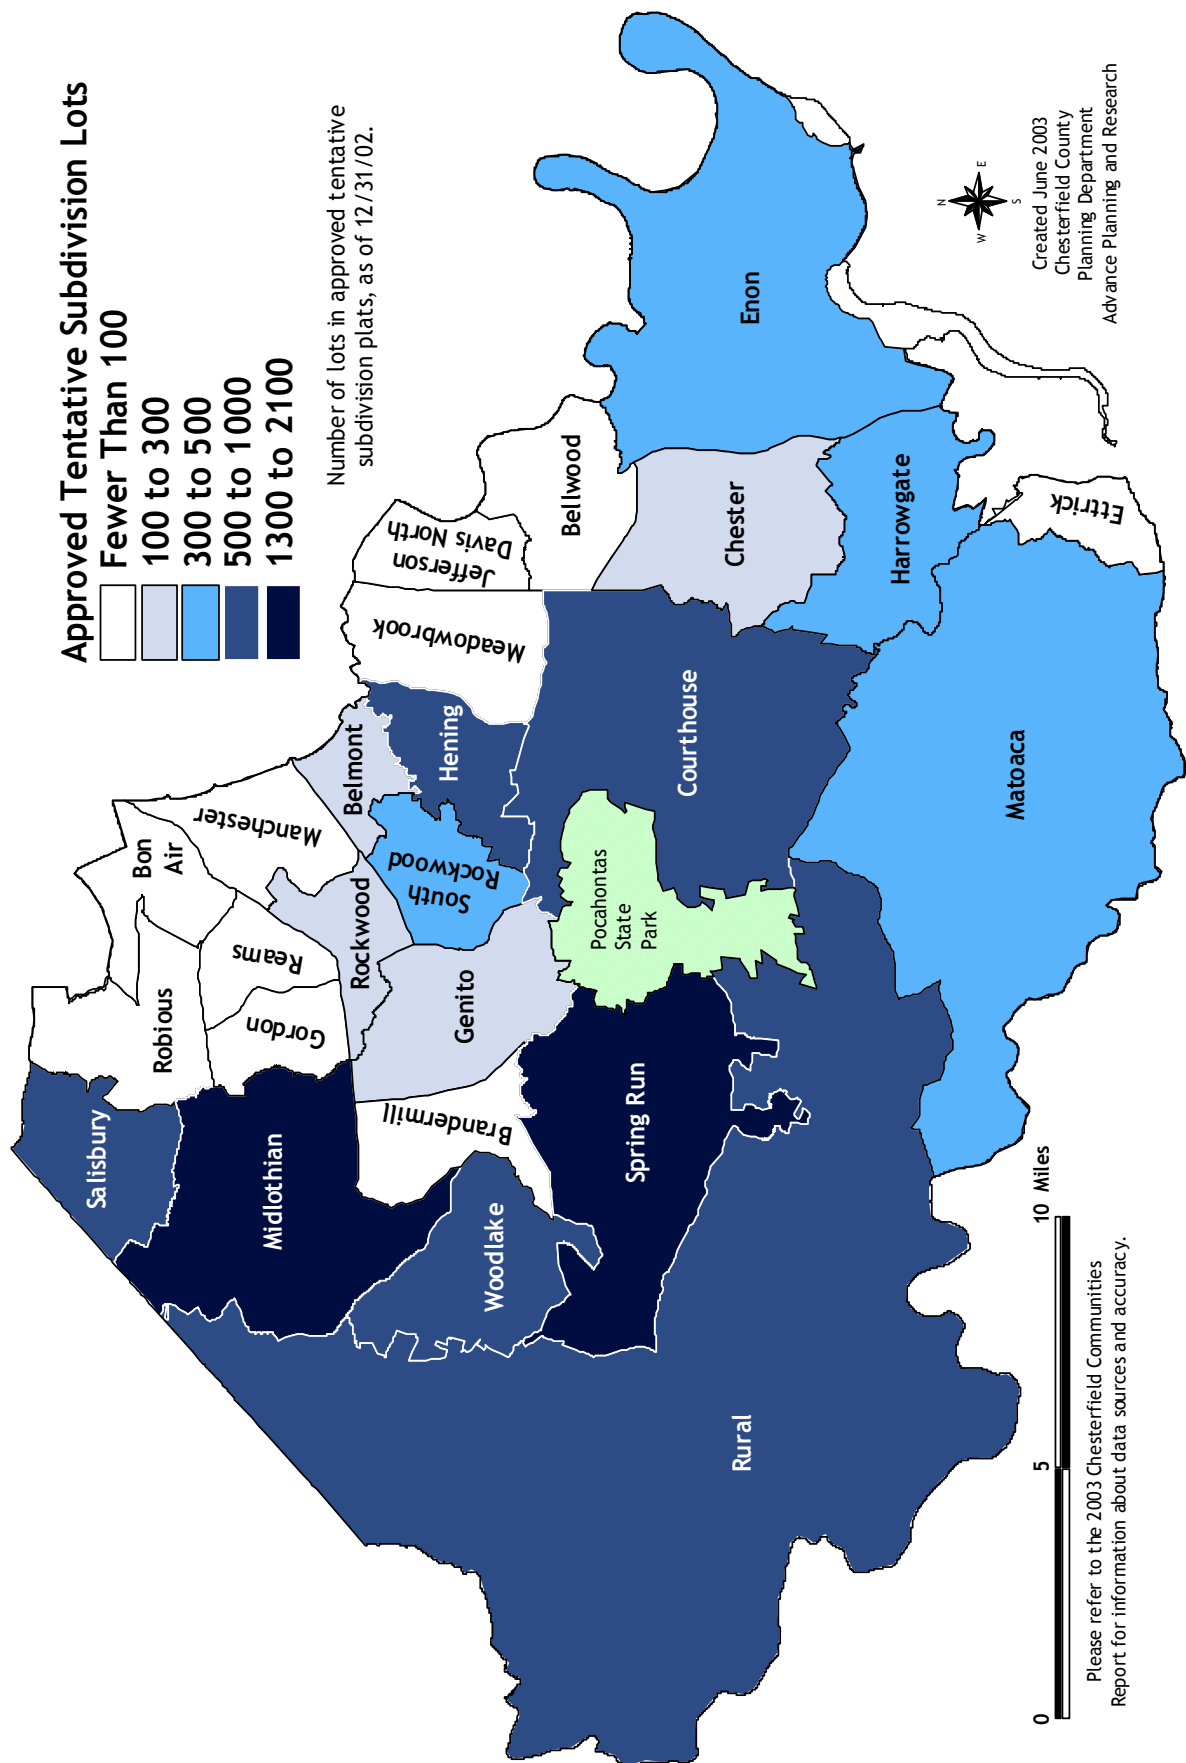 Approved Tentative Subdivision Lots
Fewer Than 100
100 to 300
300 to 500
500 to 1000
1300 to 2100
Number of lots in approved tentative
subdivision plats, as of 12/31/02.
Salisbury
Robious
Bon
Air
Midlothian
Gordon
Reams
Manchester
Rockwood
Belmont
Brandermill
Genito
South
Rockwood
Hening
Meadowbrook
Jefferson
Davis North
Woodlake
Bellwood
Spring Run
Pocahontas
State
Park
Courthouse
Chester
Enon
Rural
Harrowgate
Matoaca
Ettrick
N
W
E
S
Created June 2003
Chesterfield County
Planning Department
Advance Planning and Research
0
5
10 Miles
Please refer to the 2003 Chesterfield Communities
Report for information about data sources and accuracy.